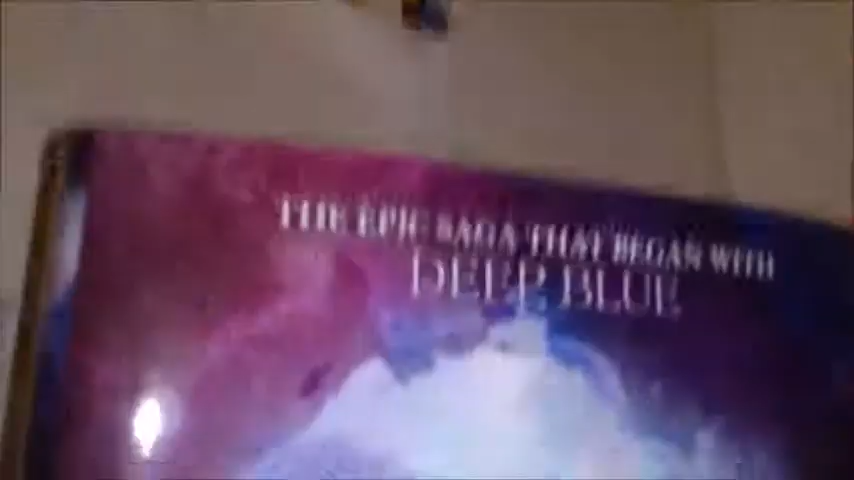 THE EPIC SAGA THAT BEGAN WITH
DEEP BLUE